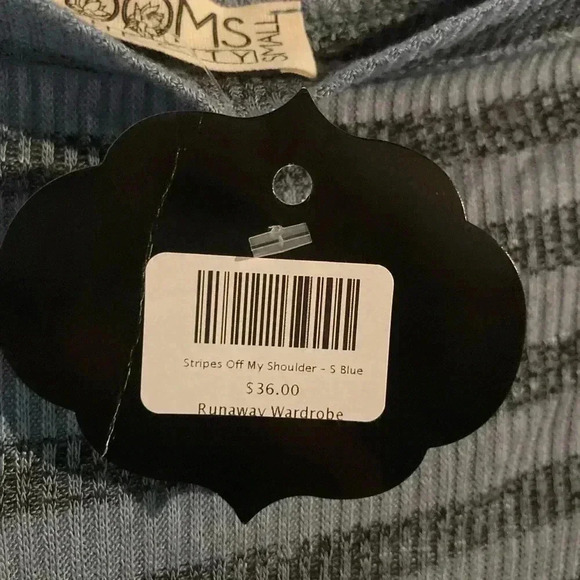 SMALL
Stripes Off My Shoulder - S Blue
$36.00
Runaway Wardrobe